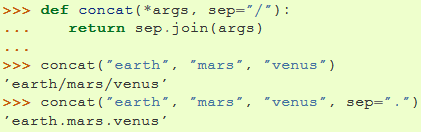 >>> def concat(*args, sep="/"):
...     return sep.join(args)
...
>>> concat("earth", "mars", "venus")
’earth/mars/venus’
>>> concat("earth", "mars", "venus", sep=".")
’earth.mars.venus’